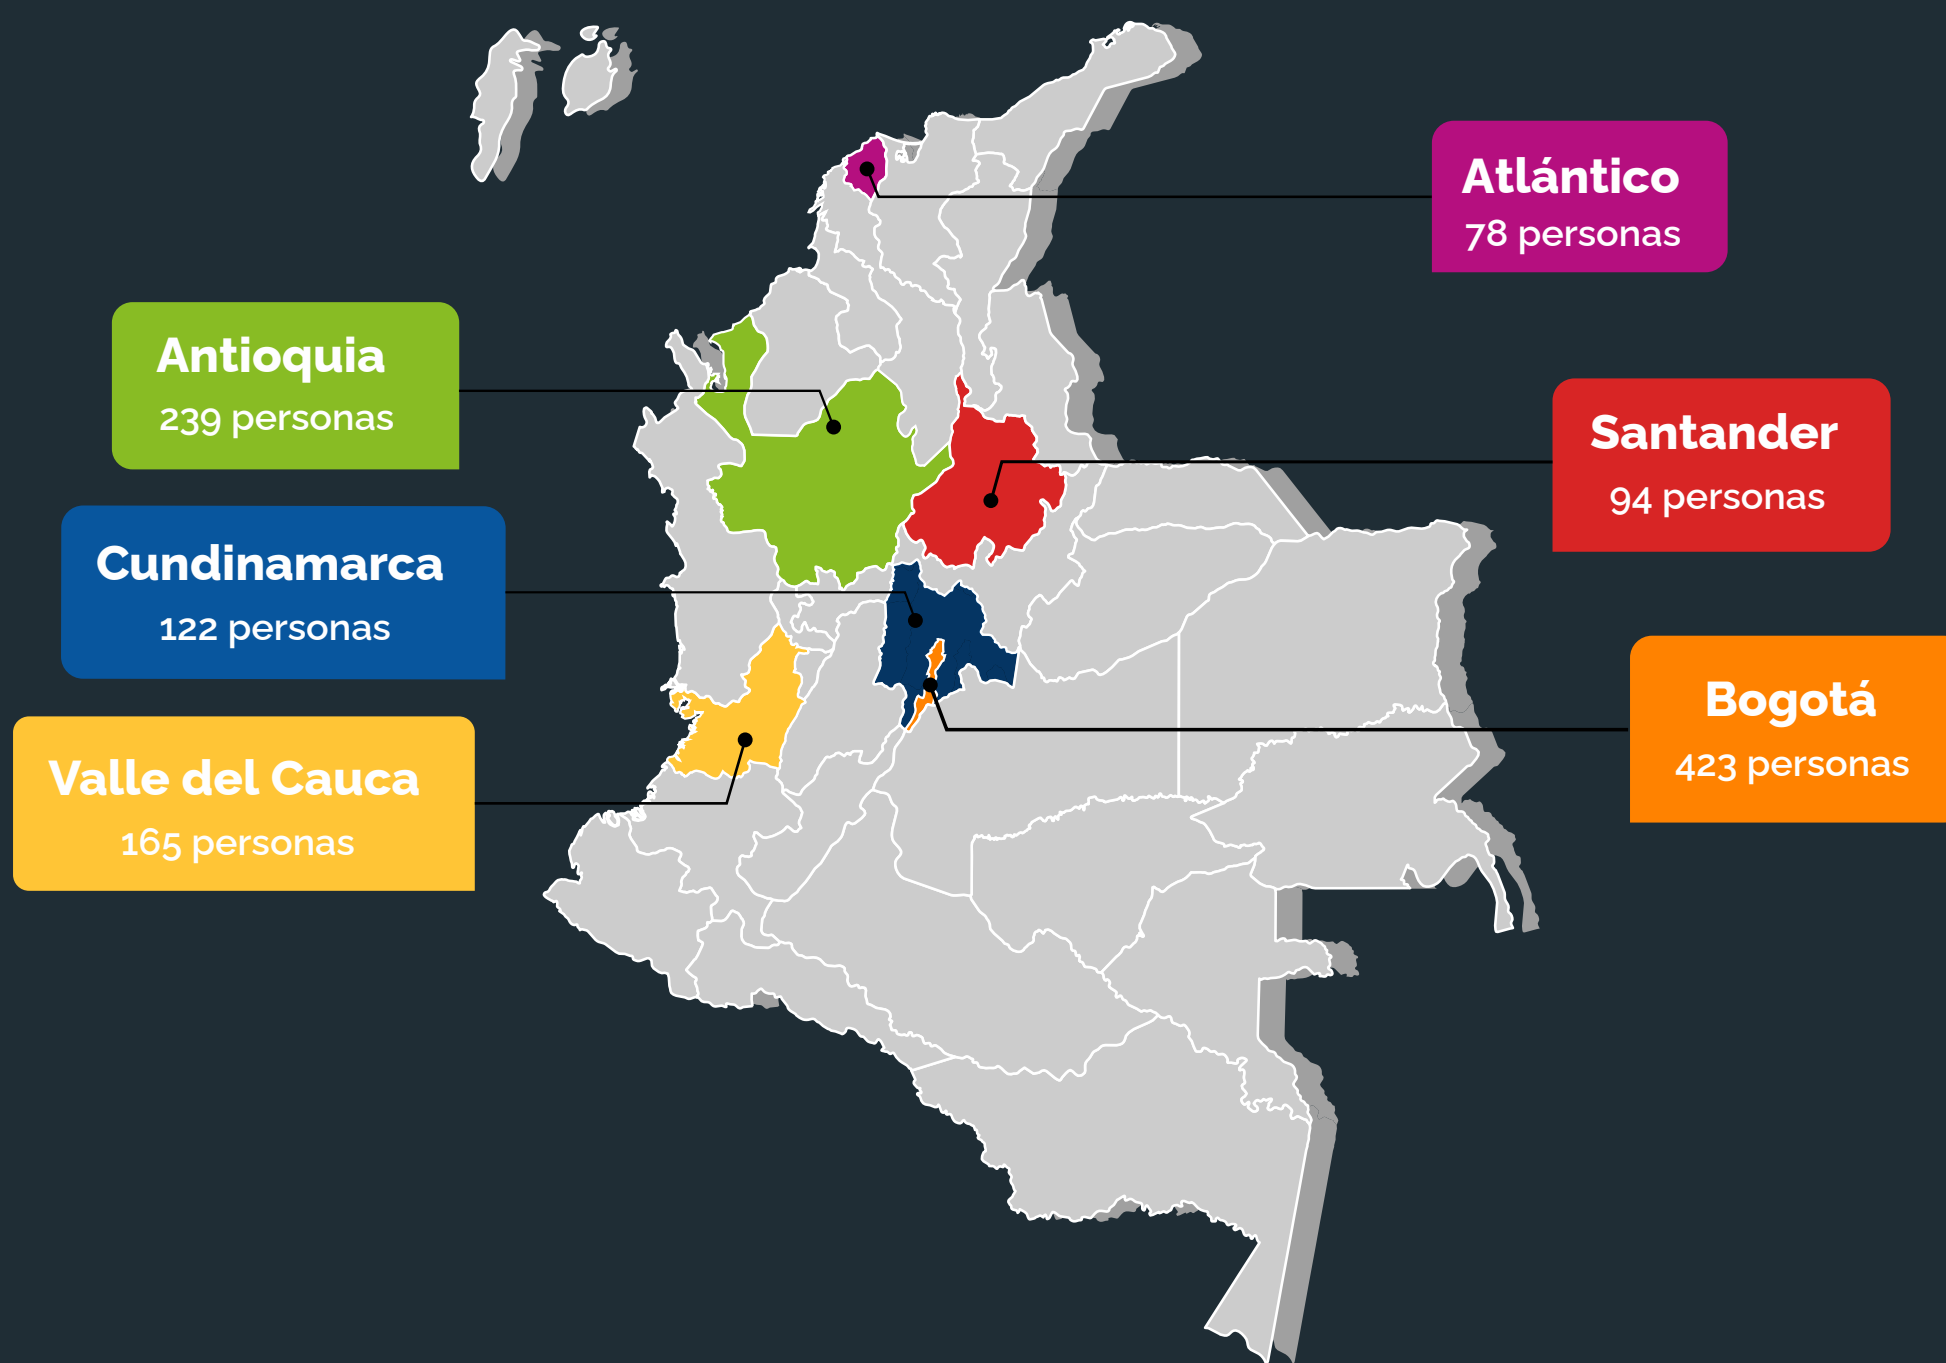 Atlántico
78 personas
Antioquia
239 personas
Santander
94 personas
Cundinamarca
122 personas
Bogotá
423 personas
Valle del Cauca
165 personas